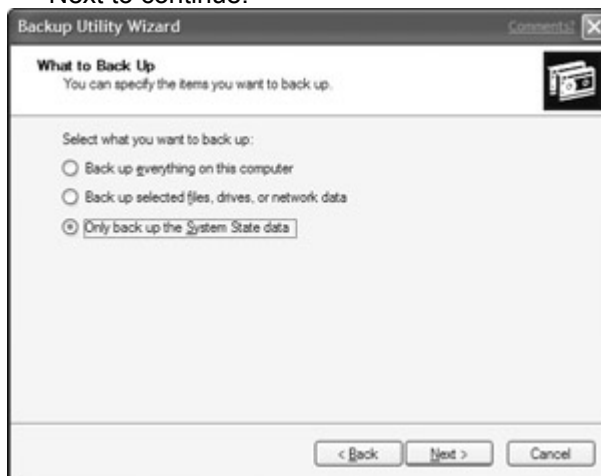 Next to continue.
Backup Utility Wizard
Comments?
What to Back Up
You can specify the items you want to back up.
Select what you want to back up:
Back up everything on this computer
Back up selected files, drives, or network data
Only back up the System State data
< Back
Next >
Cancel